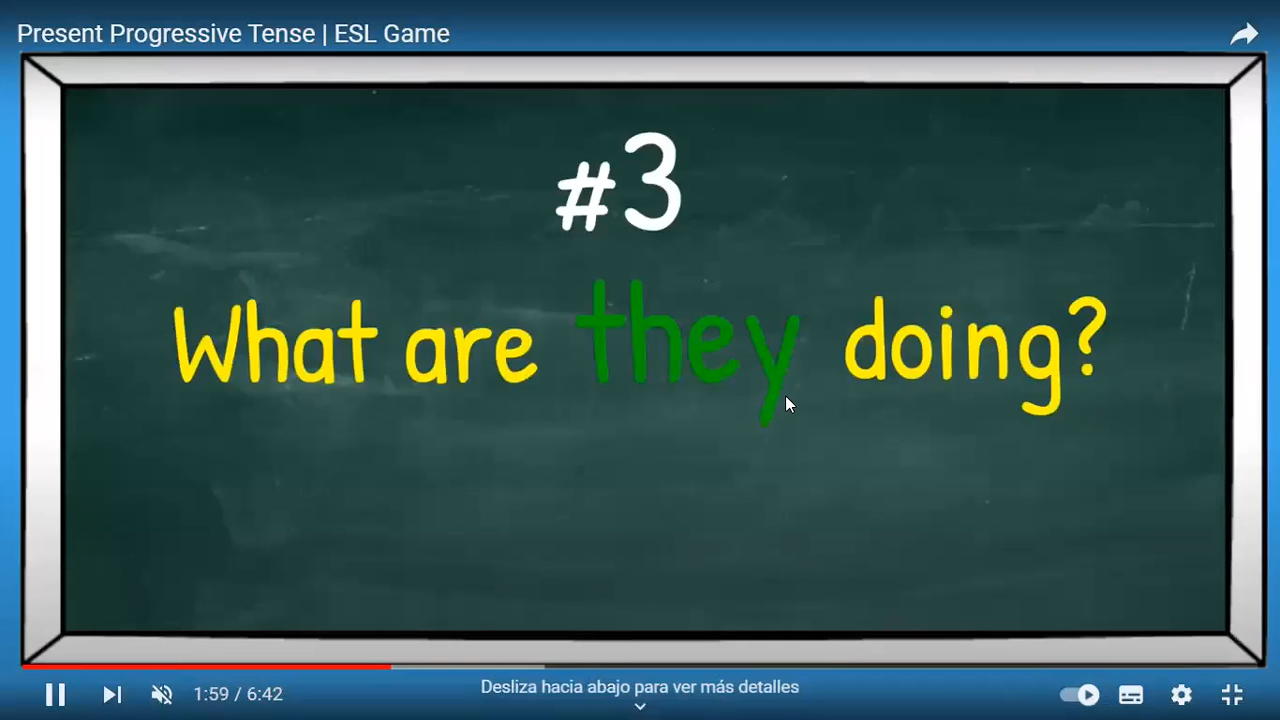 Present Progressive Tense | ESL Game
#3
What are they doing?
1:59 / 6:42
Desliza hacia abajo para ver más detalles